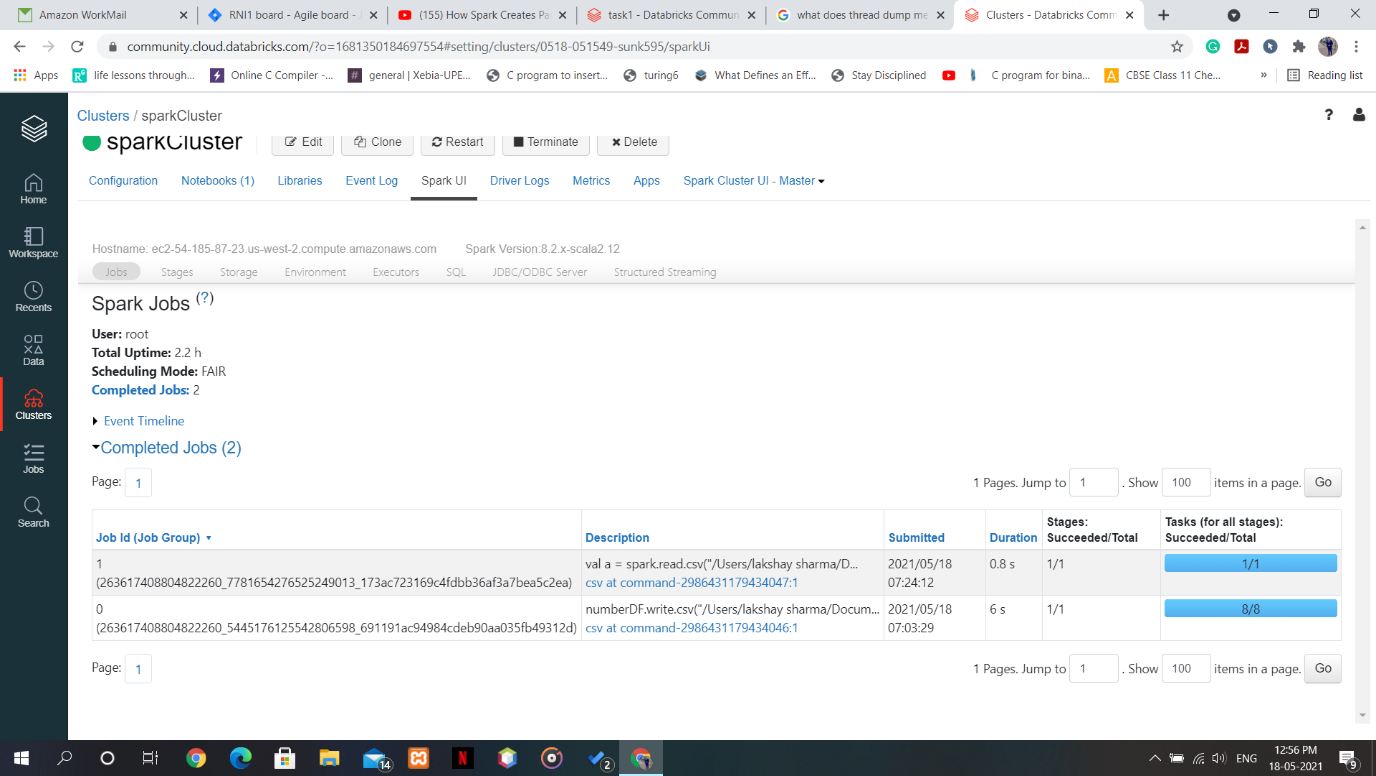 Amazon WorkMail
RNI1 board - Agile board -
(155) How Spark Creates Pa
task1 - Databricks Commun
what does thread dump me
Clusters - Databricks Comm
community.cloud.databricks.com/?o=1681350184697554#setting/clusters/0518-051549-sunk595/sparkUi
Apps
life lessons through...
Online C Compiler -...
general | Xebia-UPE...
C program to insert...
turing6
What Defines an Eff...
Stay Disciplined
C program for bina...
CBSE Class 11 Che...
»
Reading list
Clusters / sparkCluster
sparkCluster
Edit
Clone
Restart
Terminate
Delete
Configuration
Notebooks (1)
Libraries
Event Log
Spark UI
Driver Logs
Metrics
Apps
Spark Cluster UI - Master
Home
Workspace
Recents
Data
Clusters
Jobs
Search
Hostname: ec2-54-185-87-23.us-west-2.compute.amazonaws.com Spark Version:8.2.x-scala2.12
Jobs
Stages
Storage
Environment
Executors
SQL
JDBC/ODBC Server
Structured Streaming
Spark Jobs (?)
User: root
Total Uptime: 2.2 h
Scheduling Mode: FAIR
Completed Jobs: 2
Event Timeline
Completed Jobs (2)
Page: 1
1 Pages. Jump to 1 . Show 100 items in a page. Go
Job Id (Job Group)
Description
Submitted
Duration
Stages: Succeeded/Total
Tasks (for all stages): Succeeded/Total
1
(263617408804822260_7781654276525249013_173ac723169c4fdbb36af3a7bea5c2ea)
val a = spark.read.csv("/Users/lakshay sharma/D...
csv at command-2986431179434047:1
2021/05/18
07:24:12
0.8 s
1/1
1/1
0
(263617408804822260_5445176125542806598_691191ac94984cdeb90aa035fb49312d)
numberDF.write.csv("/Users/lakshay sharma/Docum...
csv at command-2986431179434046:1
2021/05/18
07:03:29
6 s
1/1
8/8
Page: 1
1 Pages. Jump to 1 . Show 100 items in a page. Go
14
2
ENG
12:56 PM
18-05-2021
9